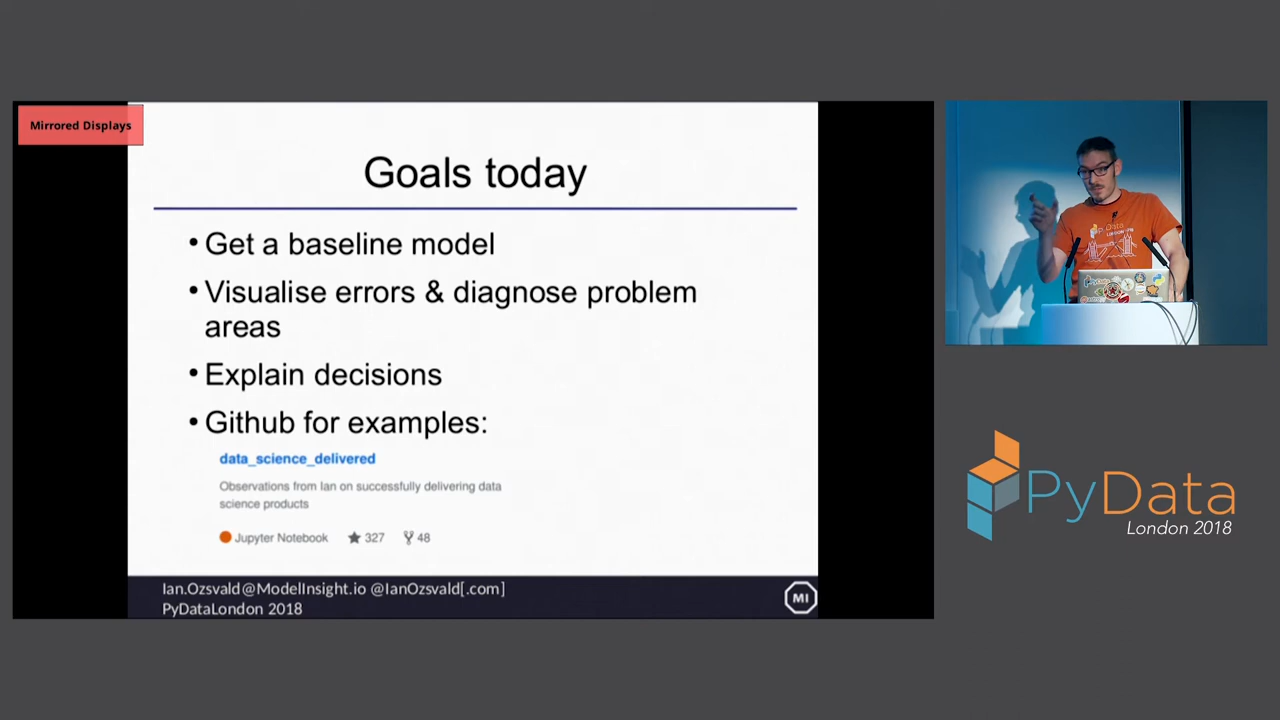 Mirrored Displays
Goals today
• Get a baseline model
• Visualise errors & diagnose problem
areas
• Explain decisions
• Github for examples:
data_science_delivered
Observations from Ian on successfully delivering data
science products
Jupyter Notebook 327 48
Ian.Ozsvald@ModelInsight.io @IanOzsvald[.com]
PyDataLondon 2018
MI
PyData
London 2018